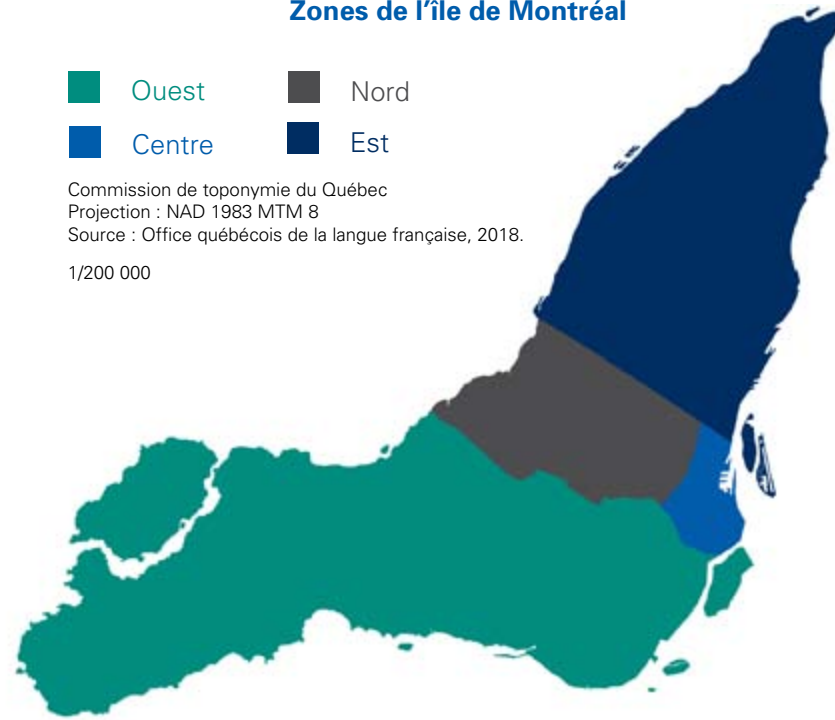 Zones de l'île de Montréal
Ouest
Nord
Centre
Est
Commission de toponymie du Québec
Projection : NAD 1983 MTM 8
Source : Office québécois de la langue française, 2018.
1/200 000